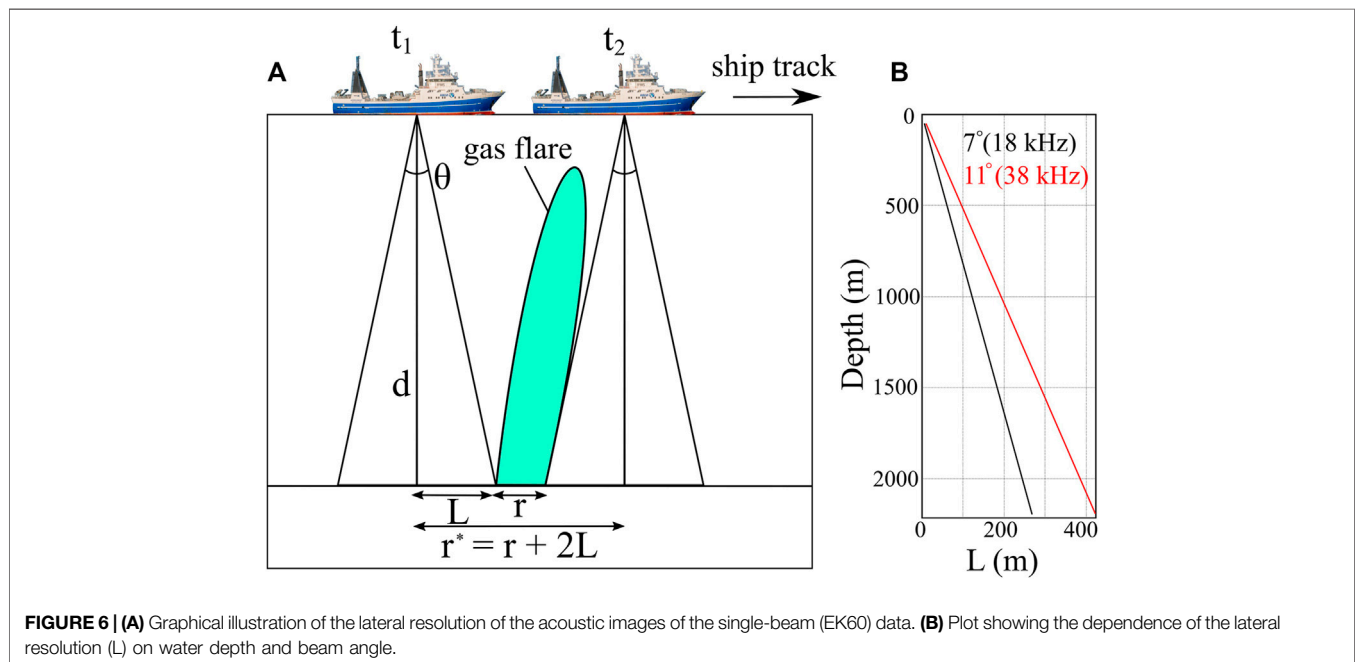 t₁
t₂
A
ship track
B
gas flare
θ
d
L
r
r* = r + 2L
7°(18 kHz)
11°(38 kHz)
0
500
1000
1500
2000
Depth (m)
0
200
400
L (m)
FIGURE 6 | (A) Graphical illustration of the lateral resolution of the acoustic images of the single-beam (EK60) data. (B) Plot showing the dependence of the lateral
resolution (L) on water depth and beam angle.